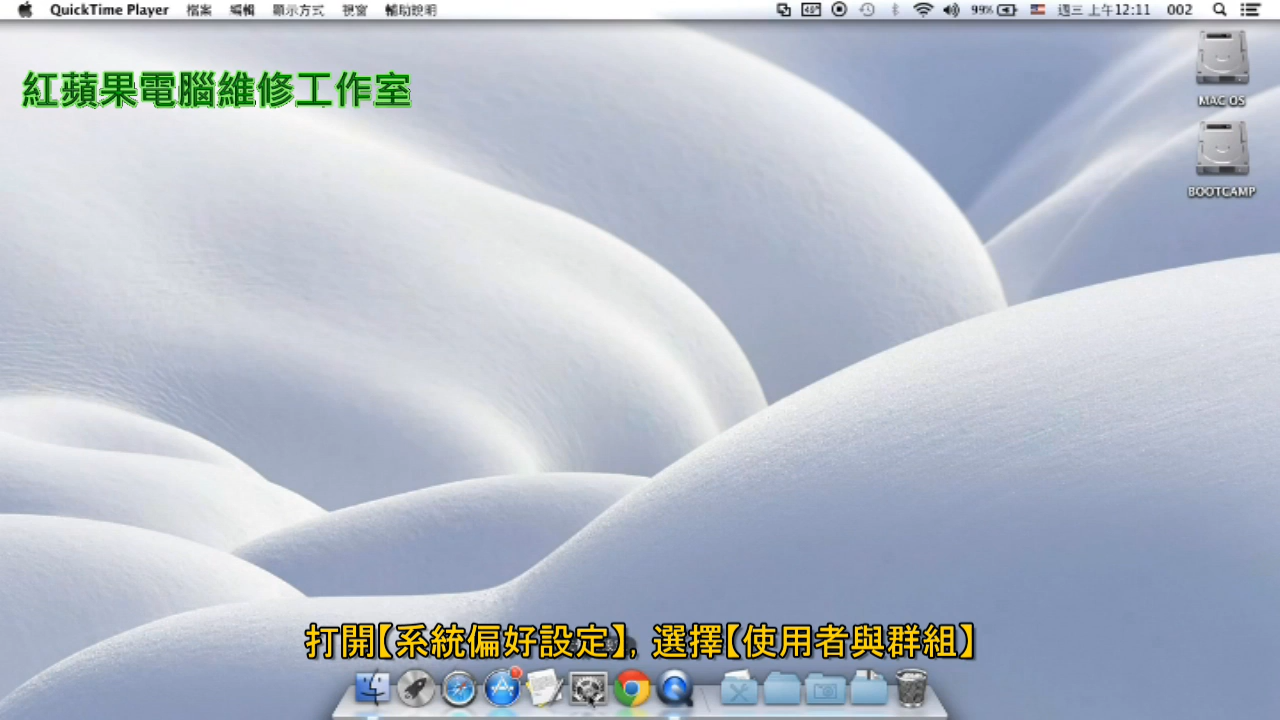 QuickTime Player 檔案 編輯 顯示方式 視窗 輔助說明 99% 週三上午12:11 002
MAC OS
紅蘋果電腦維修工作室
BOOTCAMP
打開【系統偏好設定】, 選擇【使用者與群組】